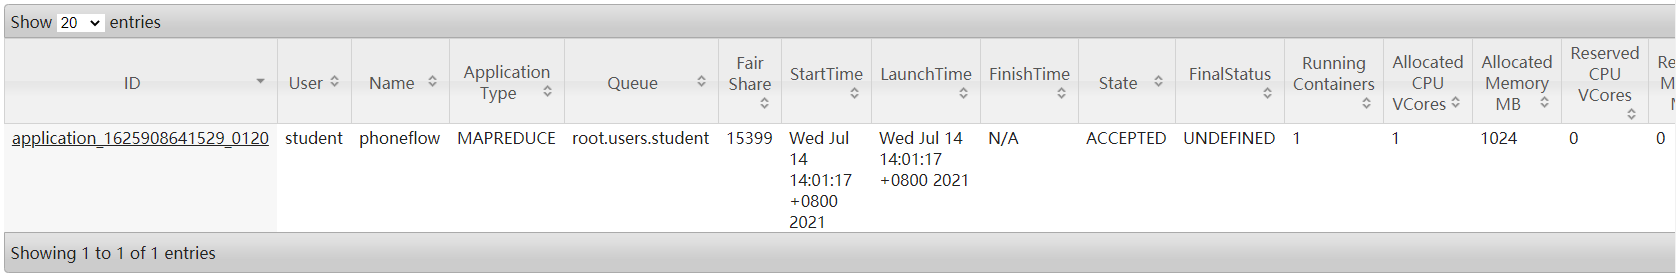 Show 20 entries
ID User Name Application Type Queue Fair Share StartTime LaunchTime FinishTime State FinalStatus Running Containers Allocated CPU VCores Allocated Memory MB Reserved CPU VCores
application_1625908641529_0120 student phoneflow MAPREDUCE root.users.student 15399 Wed Jul 14 14:01:17 +0800 2021 Wed Jul 14 14:01:17 +0800 2021 N/A ACCEPTED UNDEFINED 1 1 1024 0 0
Showing 1 to 1 of 1 entries